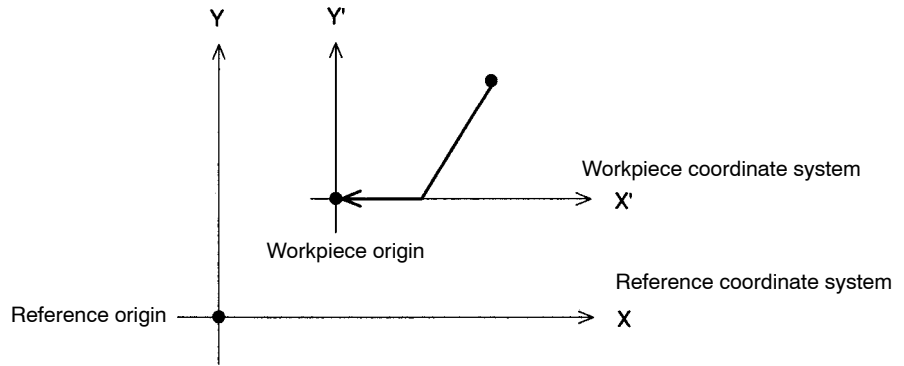 Y
Y'
Workpiece coordinate system
X'
Workpiece origin
Reference coordinate system
Reference origin
X